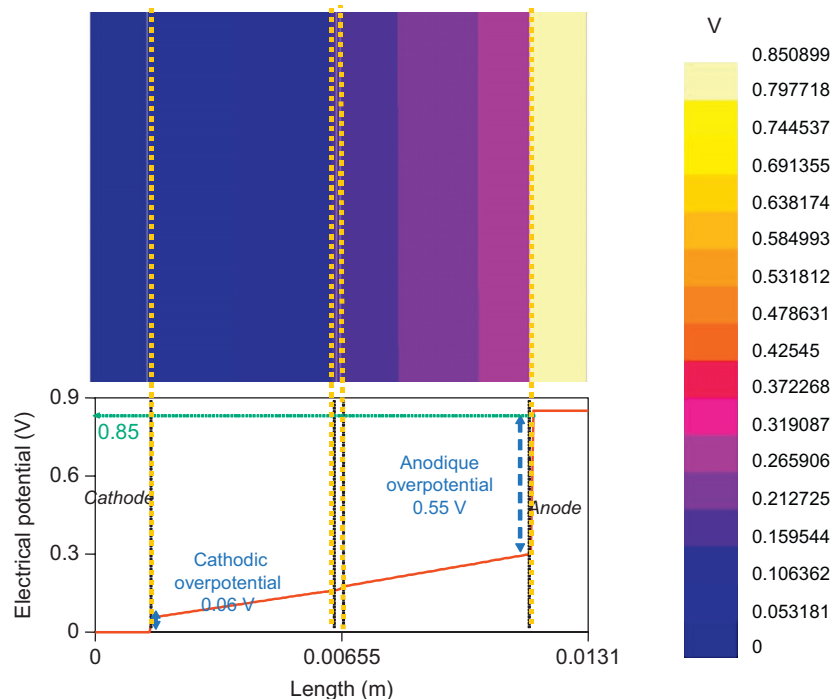 V
0.850899
0.797718
0.744537
0.691355
0.638174
0.584993
0.531812
0.478631
0.42545
0.372268
0.319087
0.265906
0.212725
0.159544
0.106362
0.053181
0
Electrical potential (V)
0.9
0.6
0.3
0
0.85
Cathode
Anodique
overpotential
0.55 V
Anode
Cathodic
overpotential
0.06 V
0
0.00655
0.0131
Length (m)